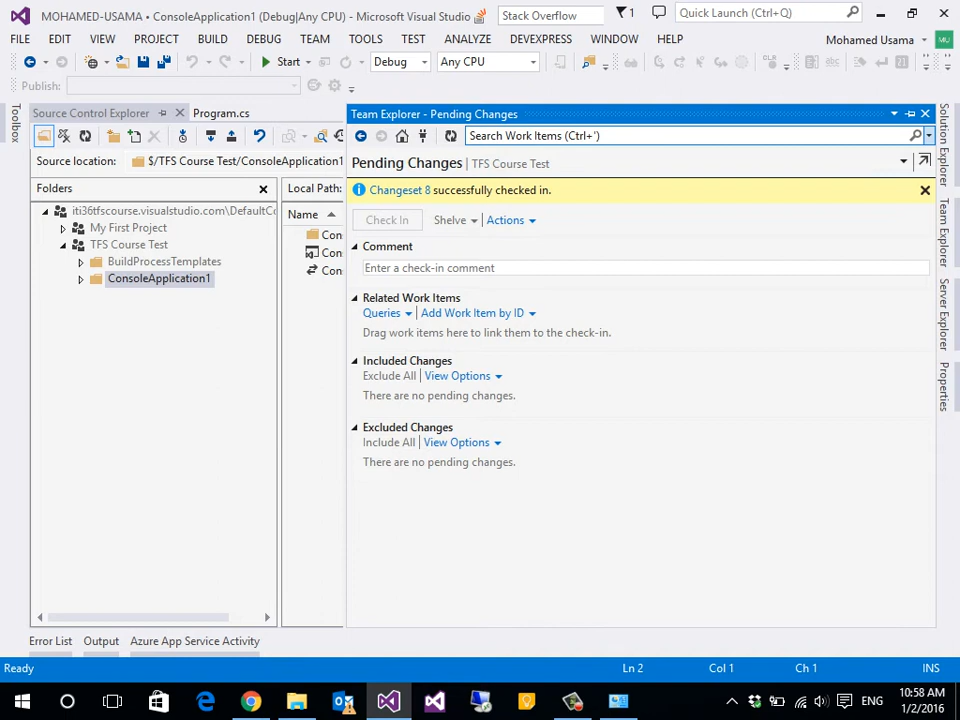 MOHAMED-USAMA - ConsoleApplication1 (Debug|Any CPU) - Microsoft Visual Studio
Stack Overflow
1
Quick Launch (Ctrl+Q)
FILE EDIT VIEW PROJECT BUILD DEBUG TEAM TOOLS TEST ANALYZE DEVEXPRESS WINDOW HELP
Mohamed Usama MU
Start Debug Any CPU
Publish:
Toolbox
Source Control Explorer
Program.cs
Source location: $/TFS Course Test/ConsoleApplication1
Folders
Local Path:
iti36tfscourse.visualstudio.com\DefaultCo
My First Project
TFS Course Test
BuildProcessTemplates
ConsoleApplication1
Name
Con
Con
Con
Team Explorer - Pending Changes
Search Work Items (Ctrl+')
Pending Changes | TFS Course Test
Changeset 8 successfully checked in.
Check In Shelve Actions
Comment
Enter a check-in comment
Related Work Items
Queries | Add Work Item by ID
Drag work items here to link them to the check-in.
Included Changes
Exclude All | View Options
There are no pending changes.
Excluded Changes
Include All | View Options
There are no pending changes.
Solution Explorer
Team Explorer
Server Explorer
Properties
Error List Output Azure App Service Activity
Ready
Ln 2 Col 1 Ch 1 INS
ENG
10:58 AM
1/2/2016